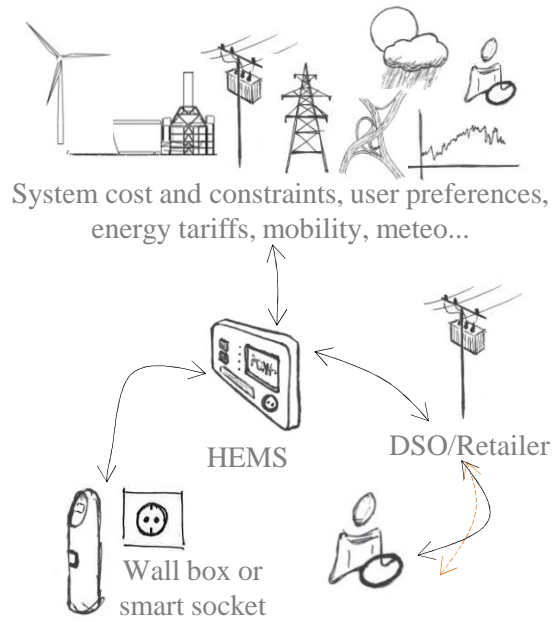 System cost and constraints, user preferences,
energy tariffs, mobility, meteo...
HEMS
DSO/Retailer
Wall box or
smart socket